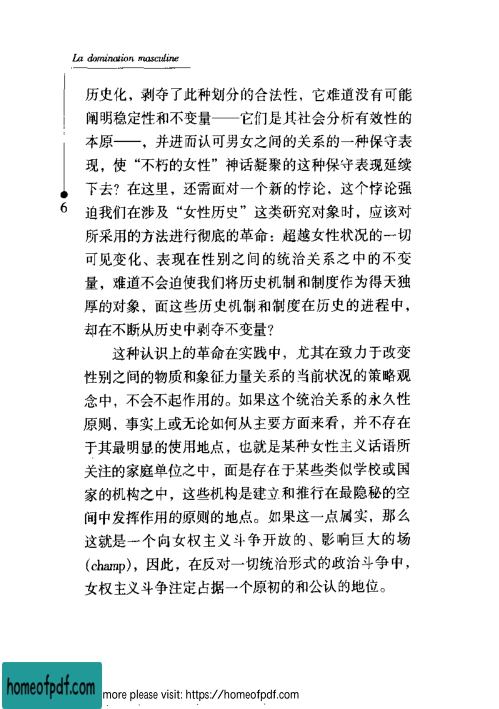 La domination masculine
历史化，剥夺了此种划分的合法性，它难道没有可能
阐明稳定性和不变量——它们是其社会分析有效性的
本原——，并进而认可男女之间的关系的一种保守表
现，使“不朽的女性”神话凝聚的这种保守表现延续
下去？在这里，还需面对一个新的悖论，这个悖论强
6
迫我们在涉及“女性历史”这类研究对象时，应该对
所采用的方法进行彻底的革命：超越女性状况的一切
可见变化、表现在性别之间的统治关系之中的不变
量，难道不会迫使我们将历史机制和制度作为得天独
厚的对象，面这些历史机制和制度在历史的进程中，
却在不断从历史中剥夺不变量？
这种认识上的革命在实践中，尤其在致力于改变
性别之间的物质和象征力量关系的当前状况的策略观
念中，不会不起作用的。如果这个统治关系的永久性
原则，事实上或无论如何从主要方面来看，并不存在
于其最明显的使用地点，也就是某种女性主义话语所
关注的家庭单位之中，面是存在于某些类似学校或国
家的机构之中，这些机构是建立和推行在最隐秘的空
间中发挥作用的原则的地点。如果这一点属实，那么
这就是一个向女权主义斗争开放的、影响巨大的场
(champ)，因此，在反对一切统治形式的政治斗争中，
女权主义斗争注定占据一个原初的和公认的地位。
homeofpdf.com
more please visit: https://homeofpdf.com